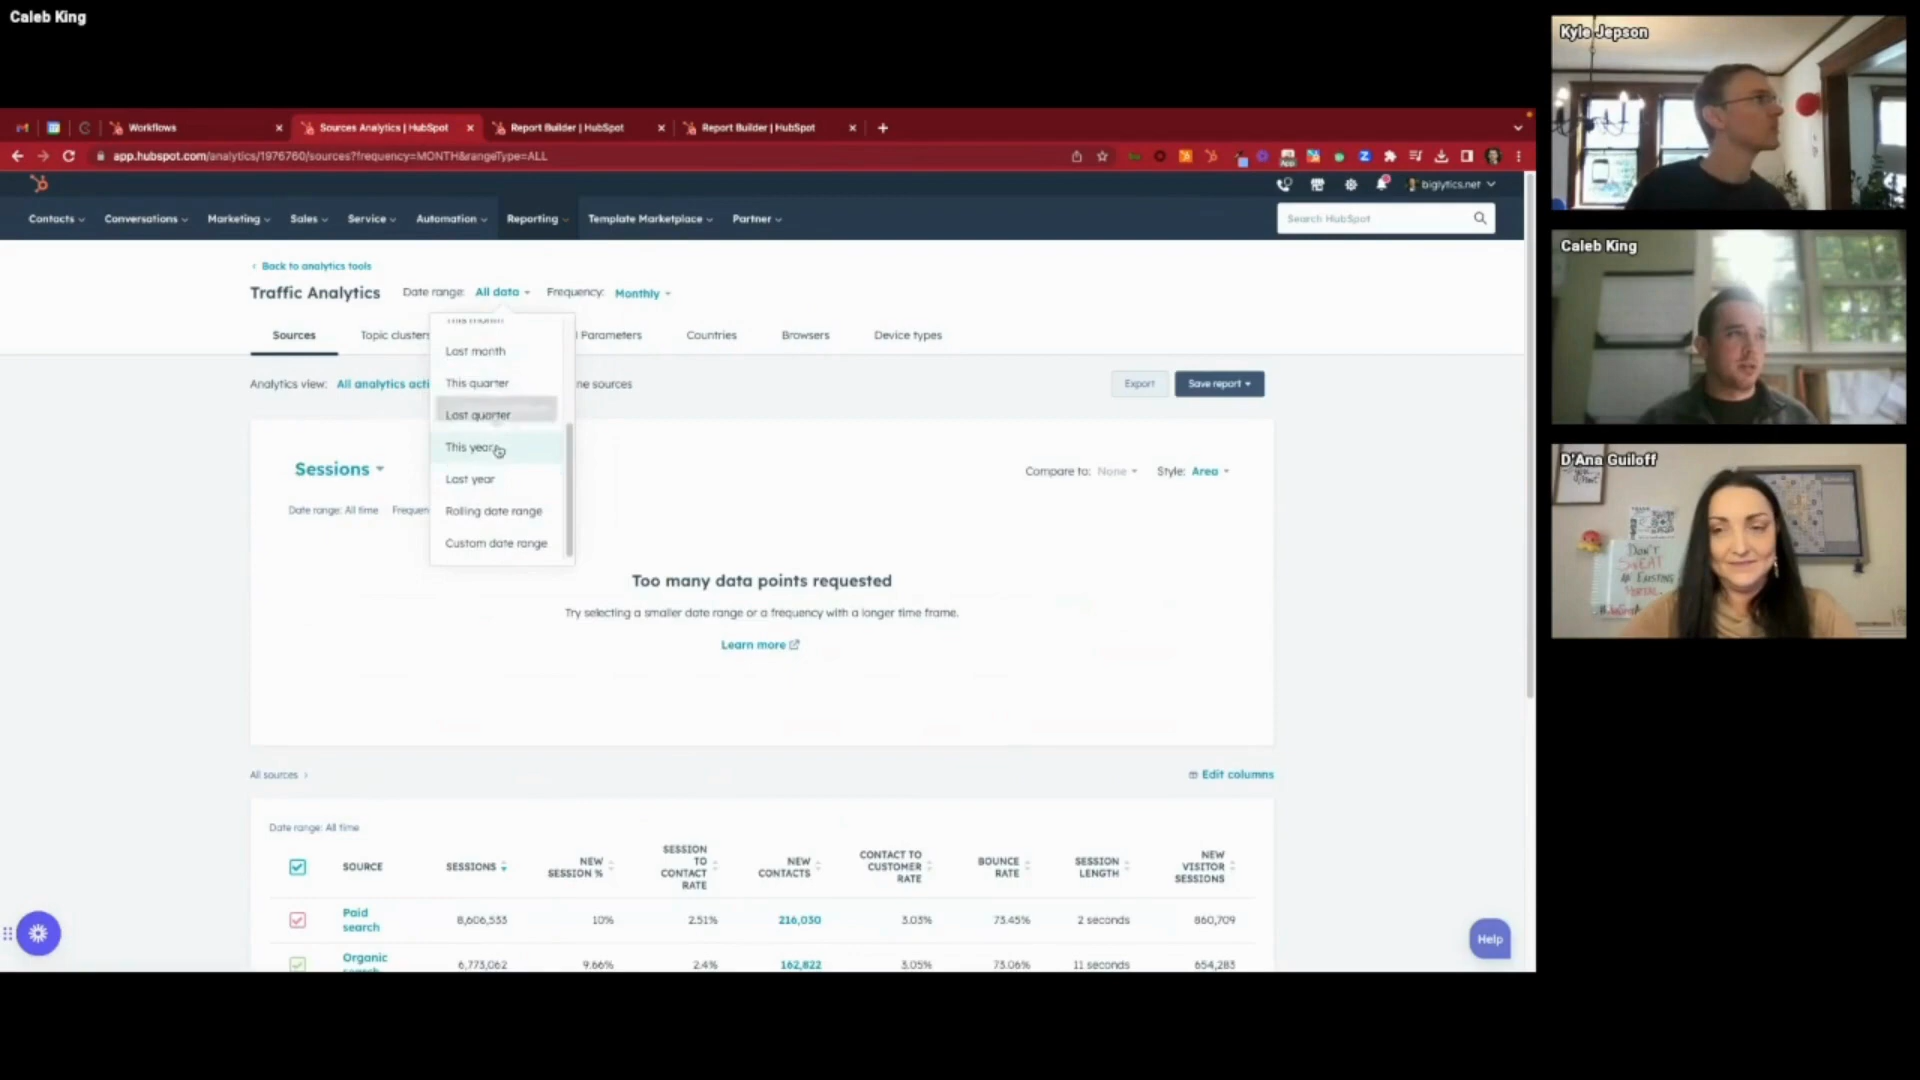 Caleb King
Kyle Jepson
Workflows
Sources Analytics | HubSpot
Report Builder | HubSpot
Report Builder | HubSpot
app.hubspot.com/analytics/1976760/sources?frequency=MONTH&rangeType=ALL
App
biglytics.net
Contacts
Conversations
Marketing
Sales
Service
Automation
Reporting
Template Marketplace
Partner
Search HubSpot
Caleb King
Back to analytics tools
Traffic Analytics
Date range: All data
Frequency: Monthly
Sources
Topic clusters
Parameters
Countries
Browsers
Device types
Last month
This quarter
Last quarter
This year
Last year
Rolling date range
Custom date range
Analytics view: All analytics acti
ne sources
Export
Save report
D'Ana Guiloff
Sessions
Compare to: None
Style: Area
Date range: All time
Frequen
DON'T
SWEAT
AN EXISTING
PORTAL
Too many data points requested
Try selecting a smaller date range or a frequency with a longer time frame.
Learn more
All sources
Edit columns
Date range: All time
SOURCE
SESSIONS
NEW SESSION %
SESSION TO CONTACT RATE
NEW CONTACTS
CONTACT TO CUSTOMER RATE
BOUNCE RATE
SESSION LENGTH
NEW VISITOR SESSIONS
Paid search 8,606,533 10% 2.51% 216,030 3.03% 73.45% 2 seconds 860,709
Organic search 6,773,062 9.66% 2.4% 162,822 3.05% 73.06% 11 seconds 654,283
Help